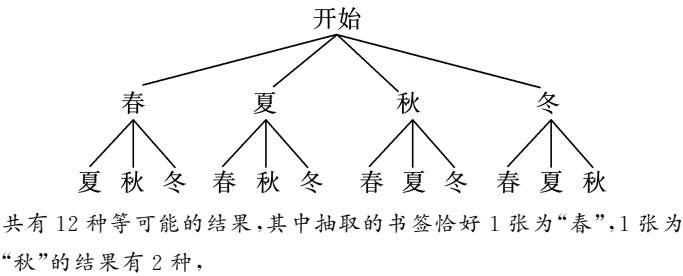 开始
春 夏 秋 冬
夏 秋 冬 春 秋 冬 春 夏 冬 春 夏 秋
共有 12 种等可能的结果,其中抽取的书签恰好 1 张为“春”,1 张为
“秋”的结果有 2 种,